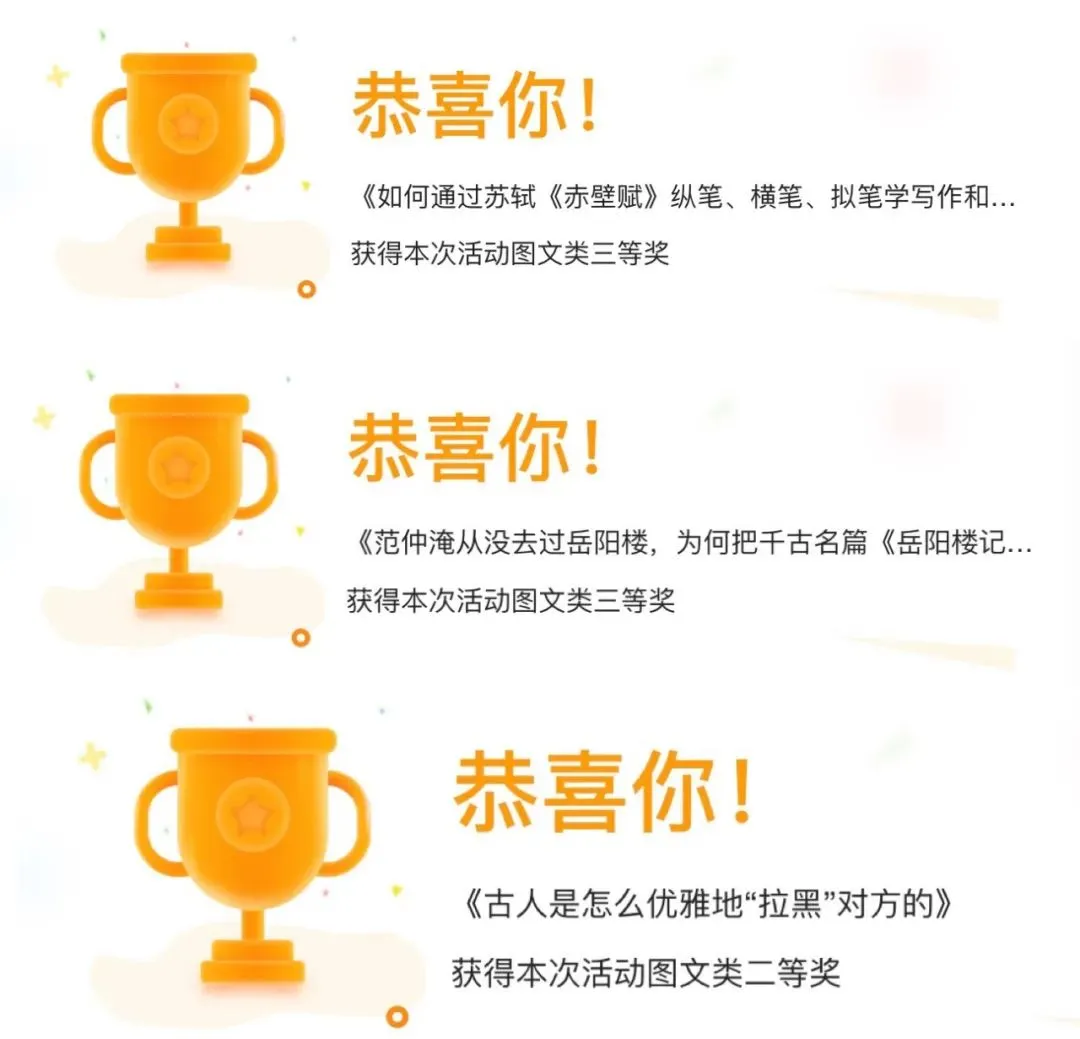 恭喜你！
《如何通过苏轼《赤壁赋》纵笔、横笔、拟笔学写作和...
获得本次活动图文类三等奖
恭喜你！
《范仲淹从没去过岳阳楼，为何把千古名篇《岳阳楼记...
获得本次活动图文类三等奖
恭喜你！
《古人是怎么优雅地“拉黑”对方的》
获得本次活动图文类二等奖